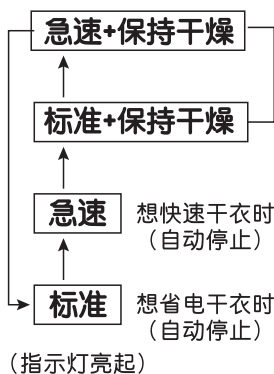 急速+保持干燥
标准+保持干燥
急速 想快速干衣时
（自动停止）
标准 想省电干衣时
（自动停止）
（指示灯亮起）